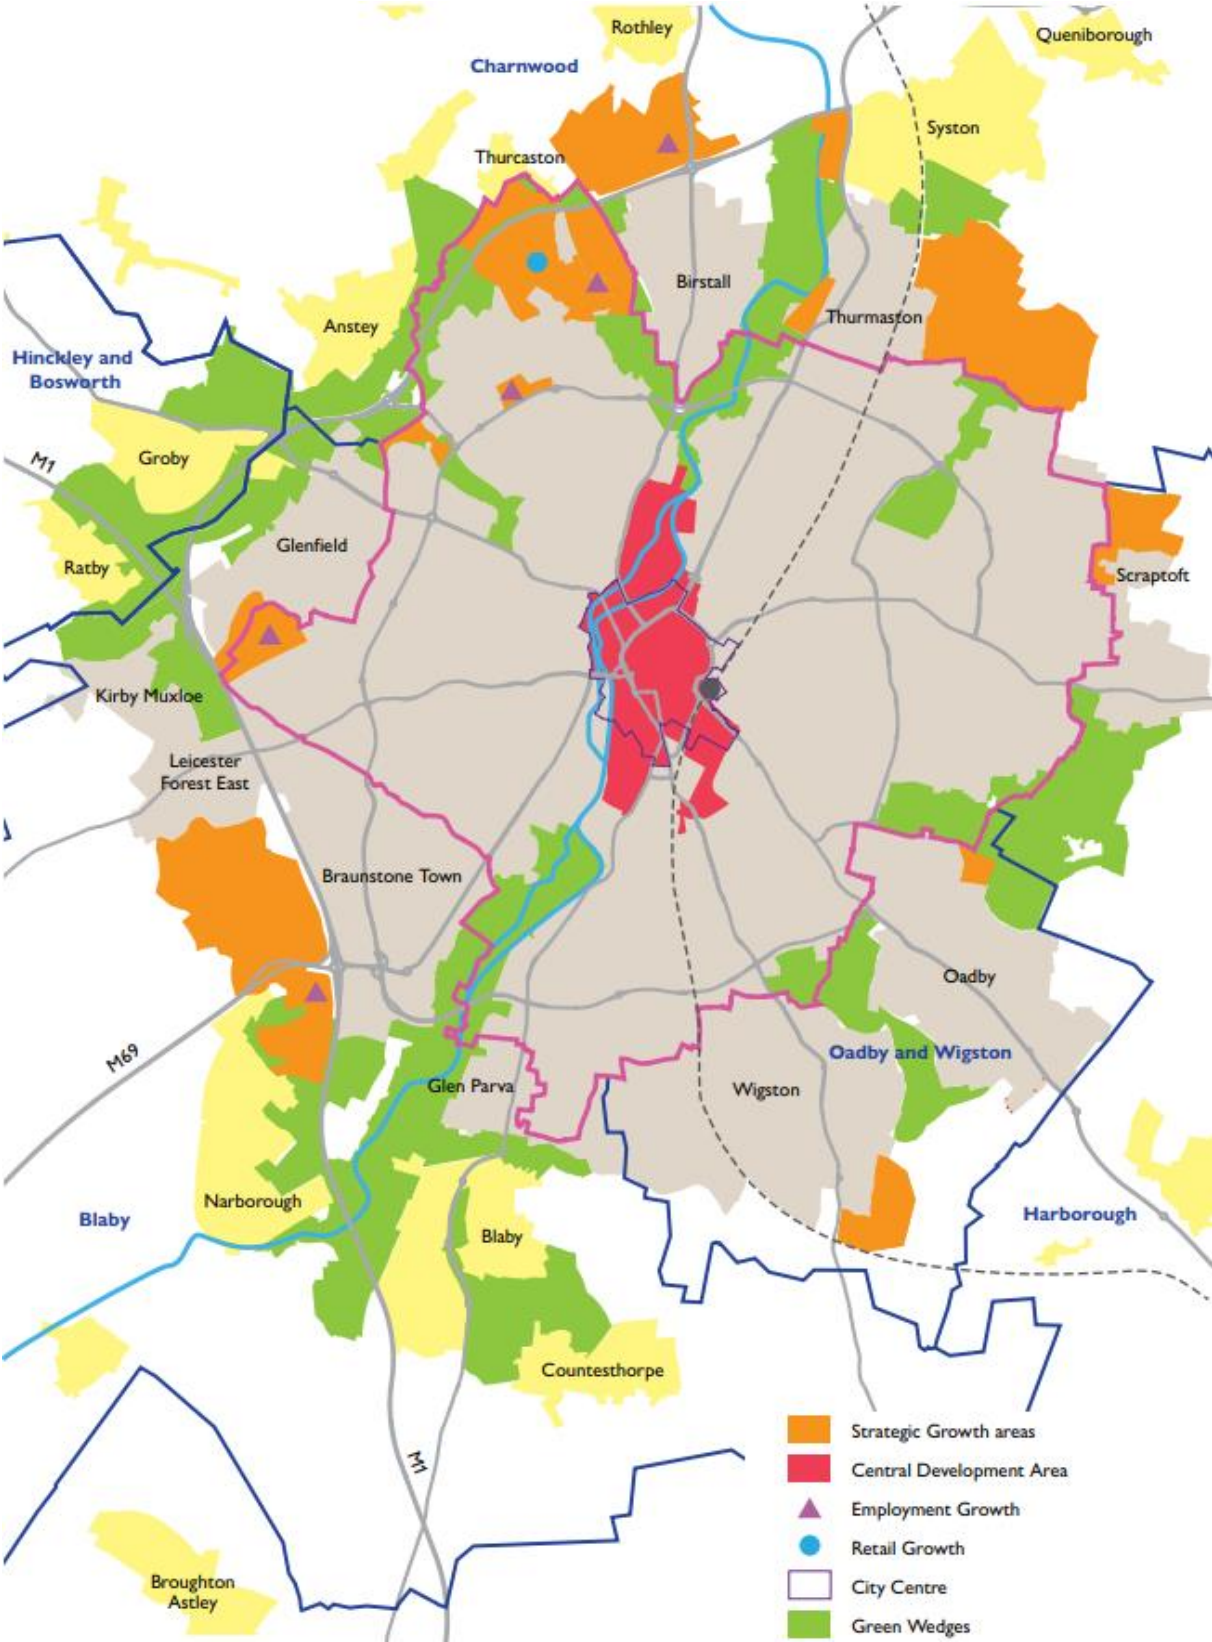 Rothley
Queniborough
Charnwood
Syston
Thurcaston
Birstall
Anstey
Thurmaston
Hinckley and
Bosworth
Groby
M1
Glenfield
Ratby
Scraptoft
Kirby Muxloe
Leicester
Forest East
Braunstone Town
Oadby
M69
Oadby and Wigston
Glen Parva
Wigston
Narborough
Blaby
Harborough
Blaby
Countesthorpe
M1
Broughton
Astley
Strategic Growth areas
Central Development Area
Employment Growth
Retail Growth
City Centre
Green Wedges